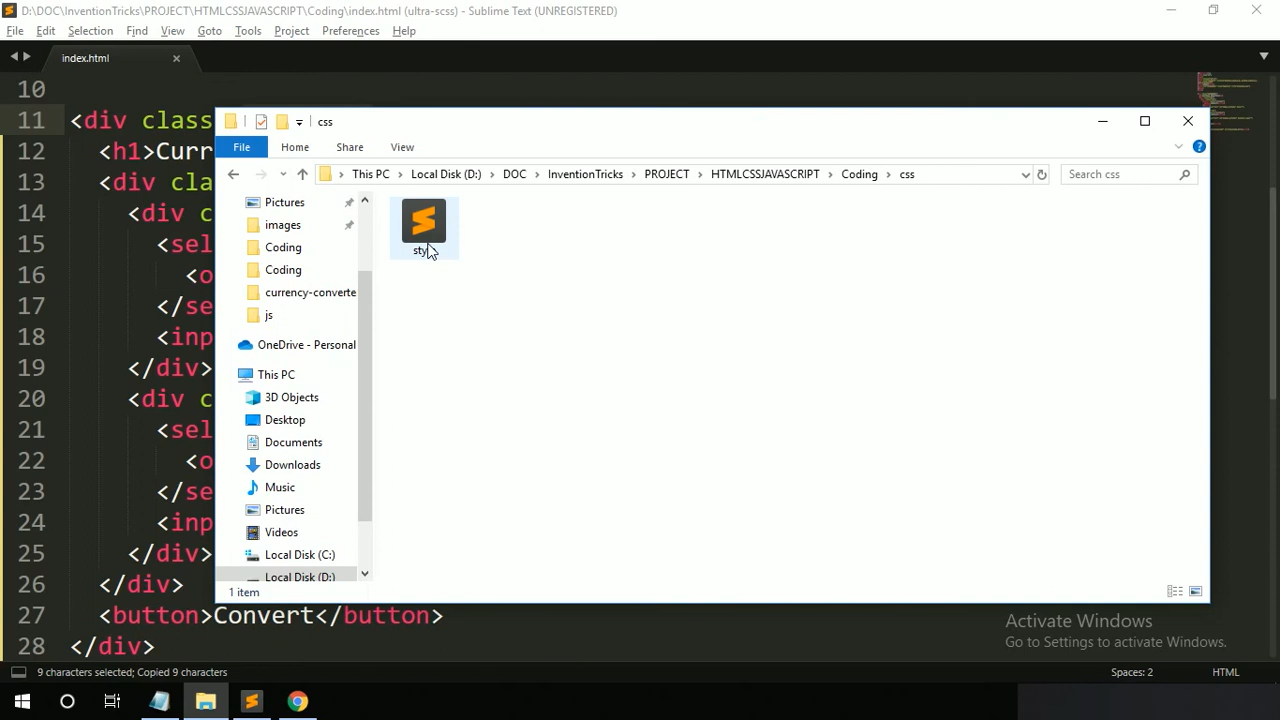 D:\DOC\InventionTricks\PROJECT\HTMLCSSJAVASCRIPT\Coding\index.html (ultra-scss) - Sublime Text (UNREGISTERED)
File Edit Selection Find View Goto Tools Project Preferences Help
index.html
10
11 <div class
12 <h1>Curr
13 <div cla
14 <div c
15 <sel
16 <o
17 </se
18 <inp
19 </div>
20 <div c
21 <sel
22 <o
23 </se
24 <inp
25 </div>
26 </div>
27 <button>Convert</button>
28 </div>
css
File Home Share View
This PC Local Disk (D:) DOC InventionTricks PROJECT HTMLCSSJAVASCRIPT Coding css
Search css
Pictures
images
Coding
Coding
currency-converte
js
OneDrive - Personal
This PC
3D Objects
Desktop
Documents
Downloads
Music
Pictures
Videos
Local Disk (C:)
Local Disk (D:)
1 item
Activate Windows
Go to Settings to activate Windows.
9 characters selected; Copied 9 characters
Spaces: 2
HTML